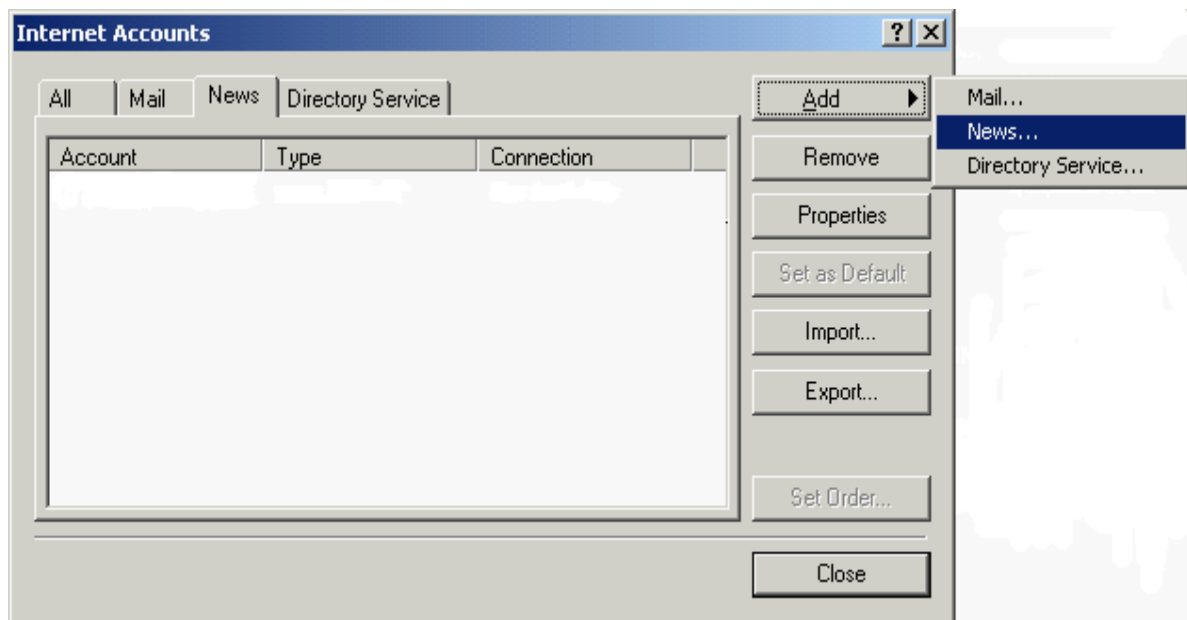 Internet Accounts
All Mail News Directory Service
Add
Mail...
News...
Directory Service...
Account Type Connection
Remove
Properties
Set as Default
Import...
Export...
Set Order...
Close